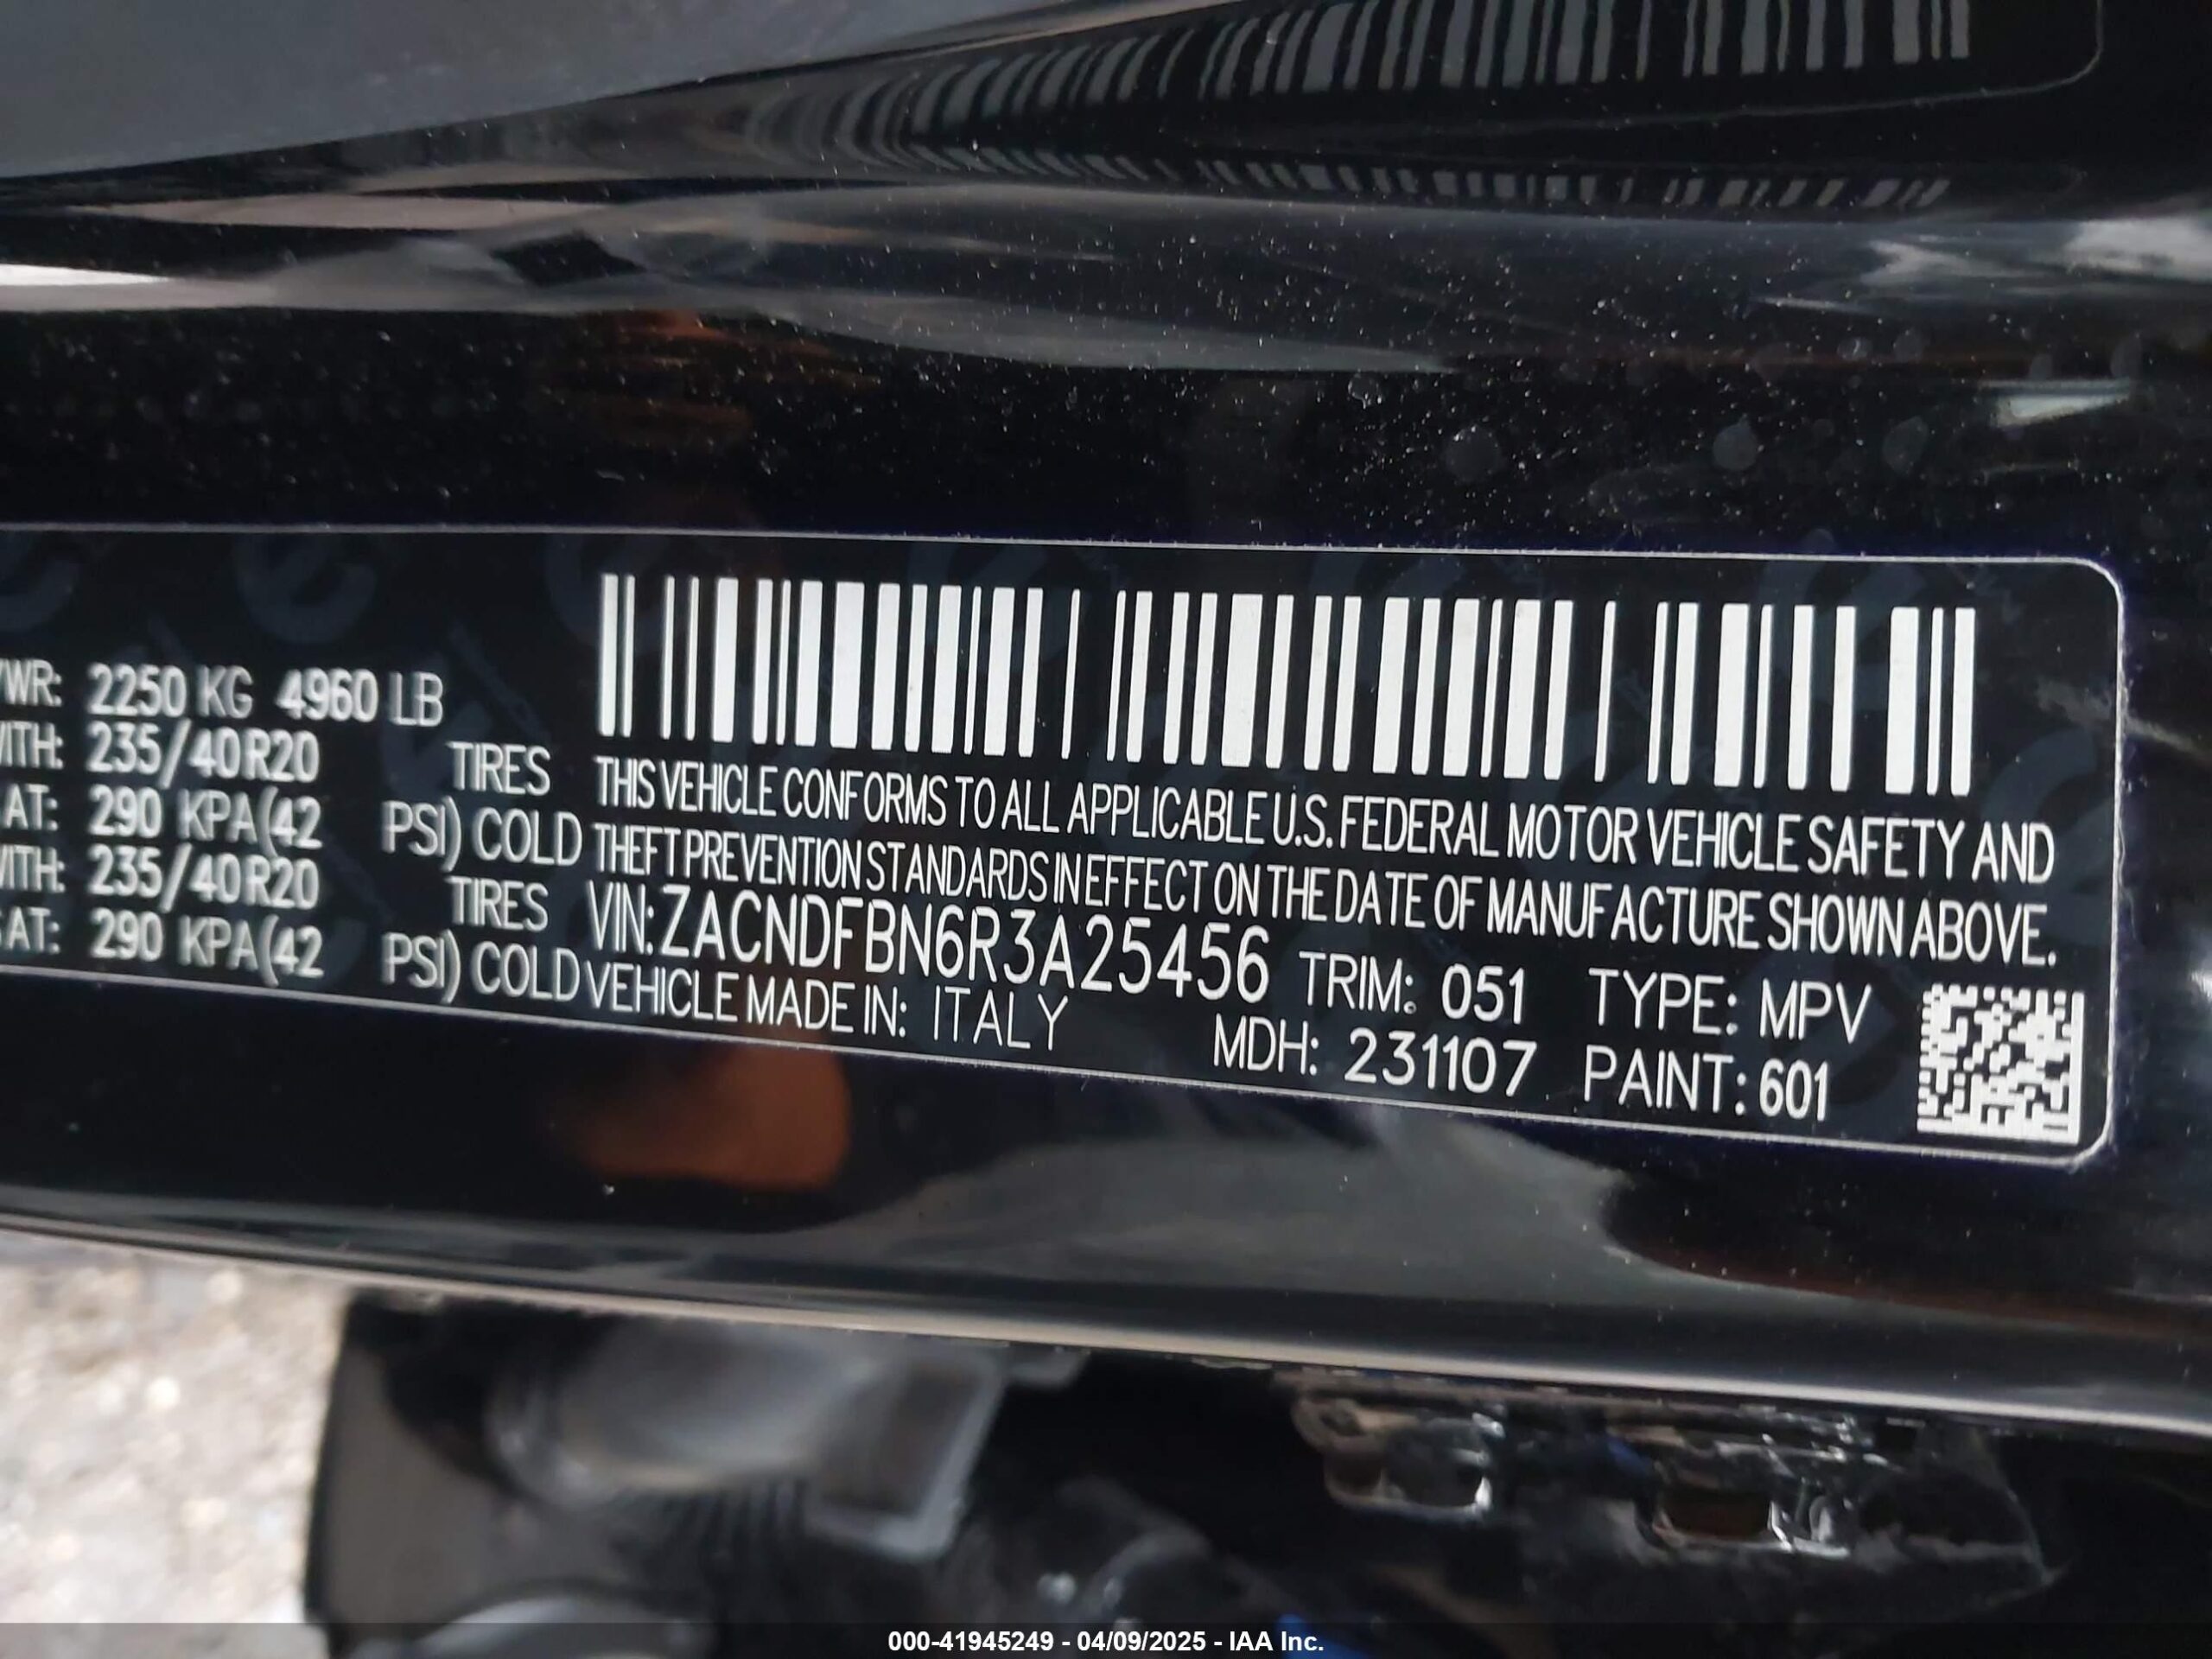 WR: 2250 KG 4960 LB
ITH: 235/40R20 TIRES
AT: 290 KPA(42 PSI) COLD
ITH: 235/40R20 TIRES
AT: 290 KPA(42 PSI) COLD
THIS VEHICLE CONFORMS TO ALL APPLICABLE U.S. FEDERAL MOTOR VEHICLE SAFETY AND
THEFT PREVENTION STANDARDS IN EFFECT ON THE DATE OF MANUFACTURE SHOWN ABOVE.
VIN: ZACNDFBN6R3A25456 TRIM: 051 TYPE: MPV
VEHICLE MADE IN: ITALY MDH: 231107 PAINT: 601
000-41945249 - 04/09/2025 - IAA Inc.